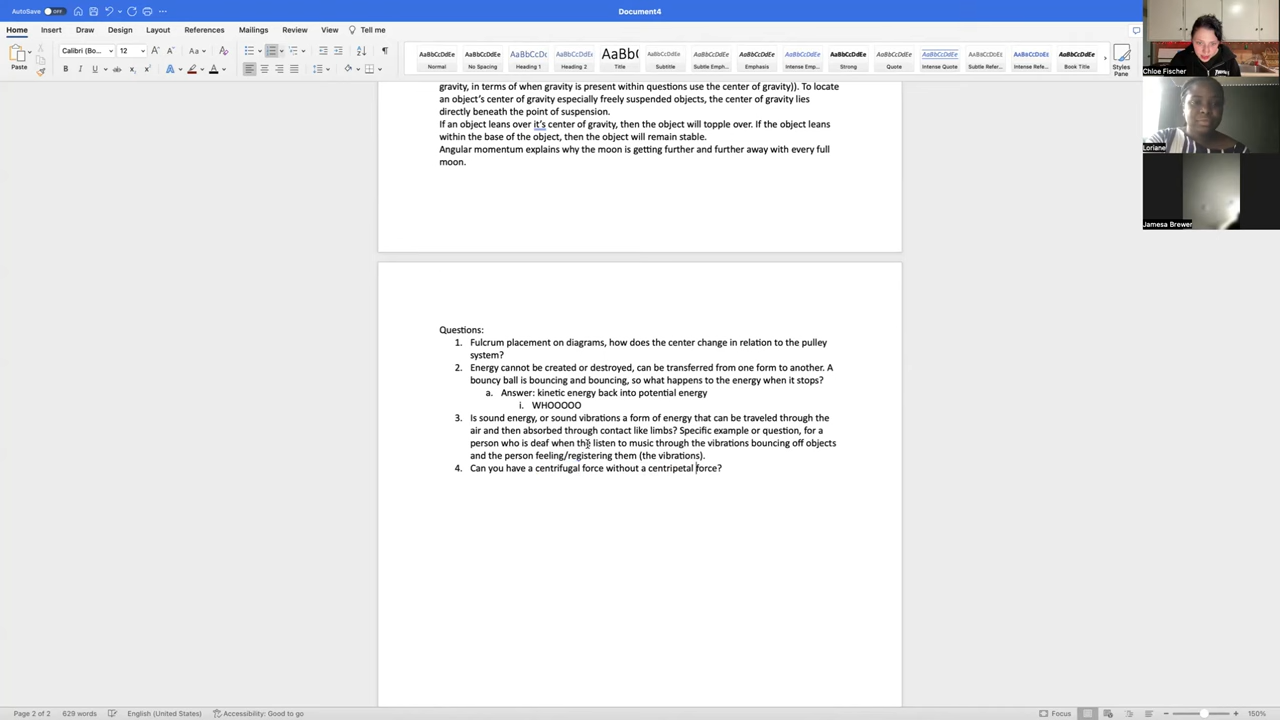 AutoSave OFF
Document4
Home Insert Draw Design Layout References Mailings Review View Tell me
Paste
Calibri (Bo... 12
AaBbCcDdEe AaBbCcDdEe AaBbCcDc AaBbCcDdEe AaBbC AaBbCcDdEe AaBbCcDdEe AaBbCcDdEe AaBbCcDdEe AaBbCcDdEe AaBbCcDdEe AaBbCcDdEe AaBbCcDdEe AaBbCcDdEe AaBbCcDdEe
Normal No Spacing Heading 1 Heading 2 Title Subtitle Subtle Emph... Emphasis Intense Emp... Strong Quote Intense Quote Subtle Refer... Intense Refe... Book Title
Styles
Pane
Chloe Fischer
Loriane
Jamesa Brewer
gravity, in terms of when gravity is present within questions use the center of gravity)). To locate
an object's center of gravity especially freely suspended objects, the center of gravity lies
directly beneath the point of suspension.
If an object leans over it's center of gravity, then the object will topple over. If the object leans
within the base of the object, then the object will remain stable.
Angular momentum explains why the moon is getting further and further away with every full
moon.
Questions:
1. Fulcrum placement on diagrams, how does the center change in relation to the pulley
system?
2. Energy cannot be created or destroyed, can be transferred from one form to another. A
bouncy ball is bouncing and bouncing, so what happens to the energy when it stops?
a. Answer: kinetic energy back into potential energy
i. WHOOOOO
3. Is sound energy, or sound vibrations a form of energy that can be traveled through the
air and then absorbed through contact like limbs? Specific example or question, for a
person who is deaf when the listen to music through the vibrations bouncing off objects
and the person feeling/registering them (the vibrations).
4. Can you have a centrifugal force without a centripetal force?
Page 2 of 2 629 words English (United States) Accessibility: Good to go
Focus 150%